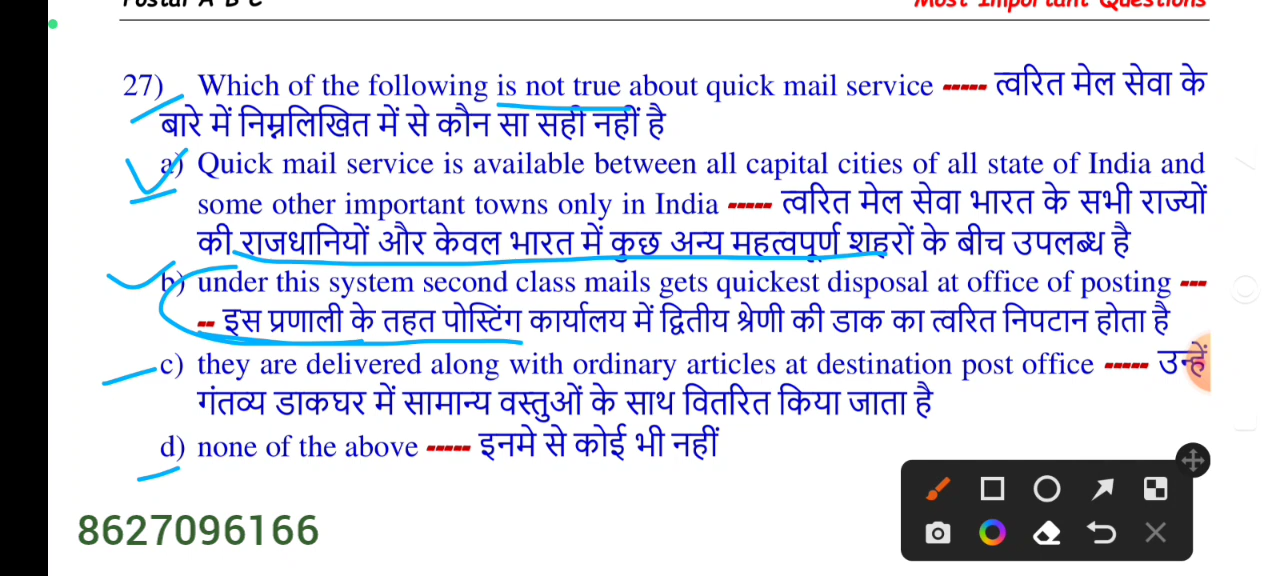 Postal A B C Most Important Questions
27) Which of the following is not true about quick mail service ----- त्वरित मेल सेवा के
बारे में निम्नलिखित में से कौन सा सही नहीं है
a) Quick mail service is available between all capital cities of all state of India and
some other important towns only in India ----- त्वरित मेल सेवा भारत के सभी राज्यों
की राजधानियों और केवल भारत में कुछ अन्य महत्वपूर्ण शहरों के बीच उपलब्ध है
b) under this system second class mails gets quickest disposal at office of posting ---
-- इस प्रणाली के तहत पोस्टिंग कार्यालय में द्वितीय श्रेणी की डाक का त्वरित निपटान होता है
c) they are delivered along with ordinary articles at destination post office ----- उन्हें
गंतव्य डाकघर में सामान्य वस्तुओं के साथ वितरित किया जाता है
d) none of the above ----- इनमे से कोई भी नहीं
8627096166